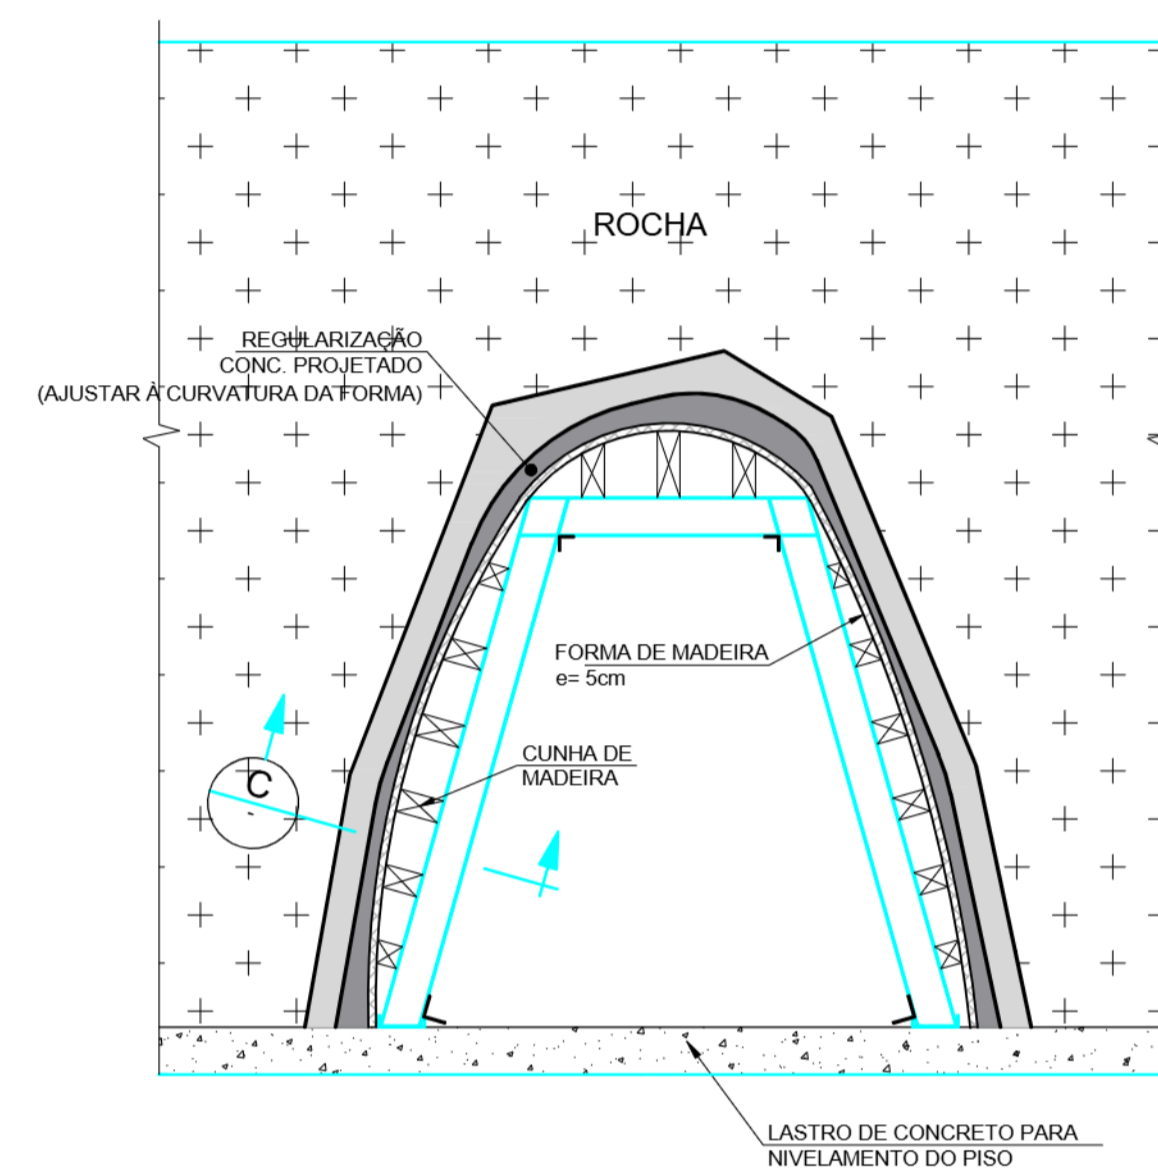 ROCHA
REGULARIZAÇÃO
CONC. PROJETADO
(AJUSTAR À CURVATURA DA FORMA)
FORMA DE MADEIRA
e= 5cm
CUNHA DE
MADEIRA
C
-
LASTRO DE CONCRETO PARA
NIVELAMENTO DO PISO